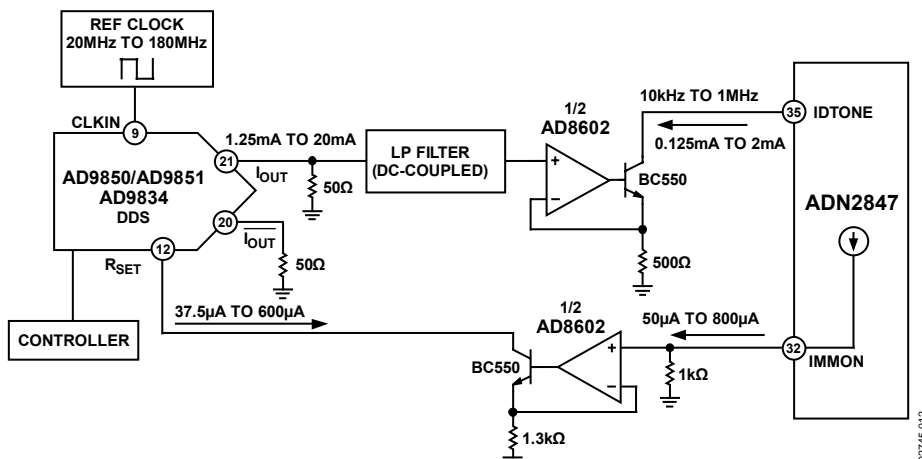 REF CLOCK
20MHz TO 180MHz
CLKIN
9
1.25mA TO 20mA
21
IOUT
50Ω
AD9850/AD9851
AD9834
DDS
20
IOUT
50Ω
12
RSET
CONTROLLER
LP FILTER
(DC-COUPLED)
1/2
AD8602
+
–
BC550
500Ω
10kHz TO 1MHz
0.125mA TO 2mA
35
IDTONE
ADN2847
37.5µA TO 600µA
1/2
AD8602
+
–
BC550
1.3kΩ
50µA TO 800µA
1kΩ
32
IMMON